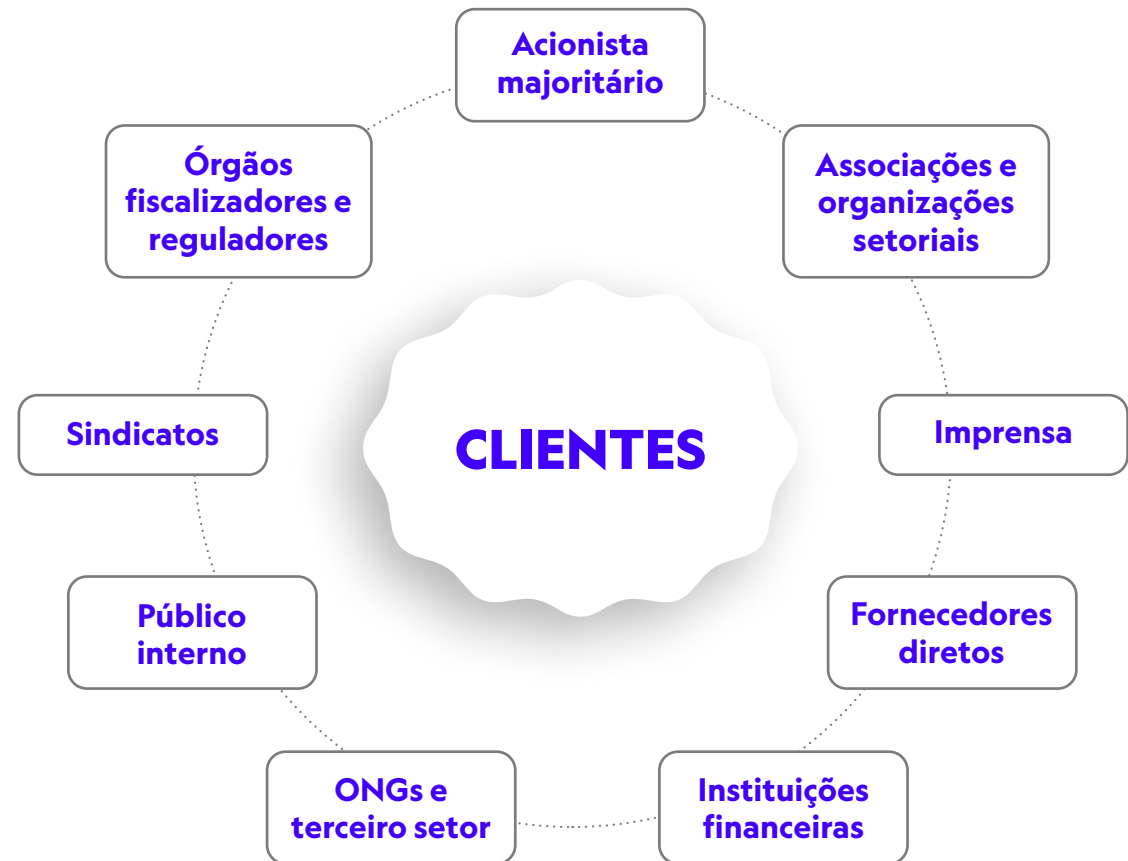 Acionista
majoritário
Órgãos
fiscalizadores e
reguladores
Associações e
organizações
setoriais
Sindicatos
CLIENTES
Imprensa
Público
interno
Fornecedores
diretos
ONGs e
terceiro setor
Instituições
financeiras